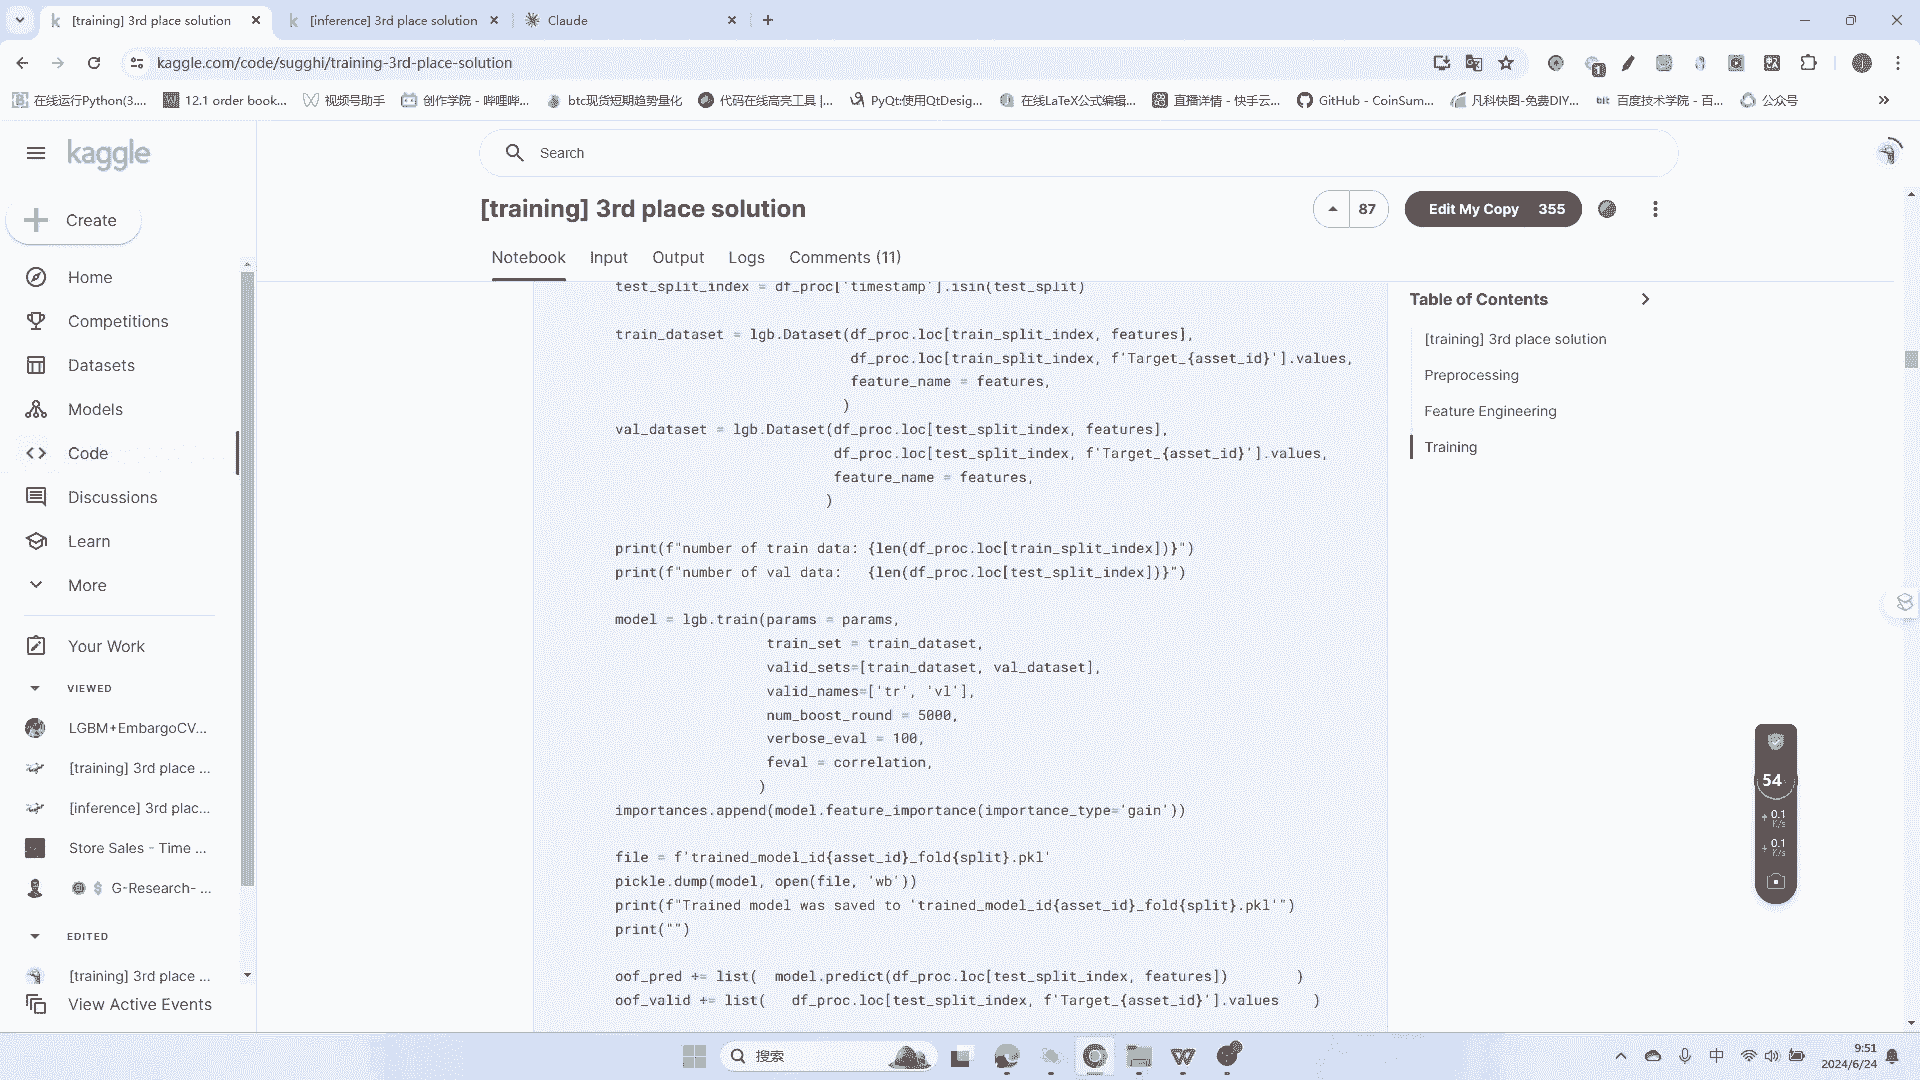 [training] 3rd place solution
[inference] 3rd place solution
Claude
kaggle.com/code/sugghi/training-3rd-place-solution
1
在线运行Python(3....
12.1 order book...
视频号助手
创作学院 - 哔哩哔...
btc现货短期趋势量化
代码在线高亮工具 |...
PyQt使用QtDesig...
在线LaTeX公式编辑...
直播详情 - 快手云...
GitHub - CoinSum...
凡科快图-免费DIY...
百度技术学院 - 百...
公众号
kaggle
Search
Create
Home
Competitions
Datasets
Models
Code
Discussions
Learn
More
Your Work
VIEWED
LGBM+EmbargoCV...
[training] 3rd place ...
[inference] 3rd plac...
Store Sales - Time ...
G-Research- ...
EDITED
[training] 3rd place ...
View Active Events
[training] 3rd place solution
87
Edit My Copy 355
Notebook
Input
Output
Logs
Comments (11)
test_split_index = df_proc['timestamp'].isin(test_split)
train_dataset = lgb.Dataset(df_proc.loc[train_split_index, features],
df_proc.loc[train_split_index, f'Target_{asset_id}'].values,
feature_name = features,
)
val_dataset = lgb.Dataset(df_proc.loc[test_split_index, features],
df_proc.loc[test_split_index, f'Target_{asset_id}'].values,
feature_name = features,
)
print(f"number of train data: {len(df_proc.loc[train_split_index])}")
print(f"number of val data:   {len(df_proc.loc[test_split_index])}")
model = lgb.train(params = params,
train_set = train_dataset,
valid_sets=[train_dataset, val_dataset],
valid_names=['tr', 'vl'],
num_boost_round = 5000,
verbose_eval = 100,
feval = correlation,
)
importances.append(model.feature_importance(importance_type='gain'))
file = f'trained_model_id{asset_id}_fold{split}.pkl'
pickle.dump(model, open(file, 'wb'))
print(f"Trained model was saved to 'trained_model_id{asset_id}_fold{split}.pkl'")
print("")
oof_pred += list(  model.predict(df_proc.loc[test_split_index, features])        )
oof_valid += list(   df_proc.loc[test_split_index, f'Target_{asset_id}'].values    )
Table of Contents
[training] 3rd place solution
Preprocessing
Feature Engineering
Training
54
0.1
K/s
0.1
K/s
搜索
中
9:51
2024/6/24